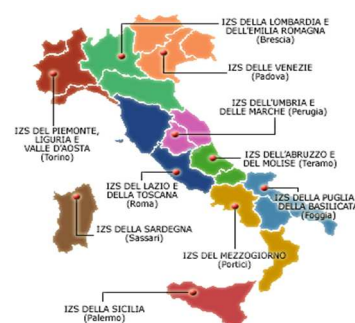 IZS DELLA LOMBARDIA E
DELL'EMILIA ROMAGNA
(Brescia)
IZS DELLE VENEZIE
(Padova)
IZS DELL'UMBRIA E
DELLE MARCHE (Perugia)
IZS DEL PIEMONTE,
LIGURIA E
VALLE D'AOSTA
(Torino)
IZS DELL'ABRUZZO E
DEL MOLISE (Teramo)
IZS DEL LAZIO E
DELLA TOSCANA
(Roma)
IZS DELLA PUGLIA
DELLA BASILICATA
(Foggia)
IZS DELLA SARDEGNA
(Sassari)
IZS DEL MEZZOGIORNO
(Portici)
IZS DELLA SICILIA
(Palermo)